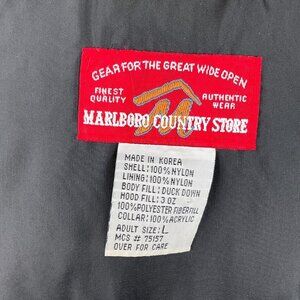 GEAR FOR THE GREAT WIDE OPEN
FINEST QUALITY
AUTHENTIC WEAR
MARLBORO COUNTRY STORE
MADE IN KOREA
SHELL: 100% NYLON
LINING: 100% NYLON
BODY FILL: DUCK DOWN
HOOD FILL: 3 OZ
100% POLYESTER FIBERFILL
COLLAR: 100% ACRYLIC
ADULT SIZE: L
MCS # 75157
OVER FOR CARE